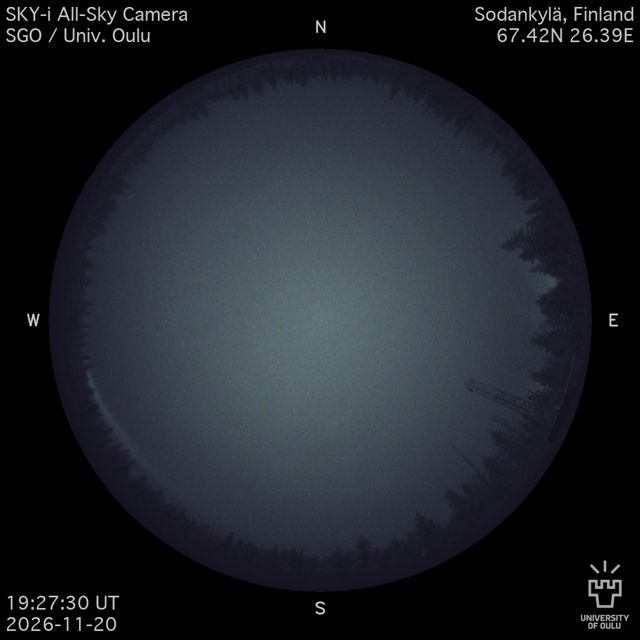 SKY-i All-Sky Camera
SGO / Univ. Oulu
Sodankylä, Finland
67.42N 26.39E
N
W
E
S
19:27:30 UT
2026-11-20
UNIVERSITY
OF OULU